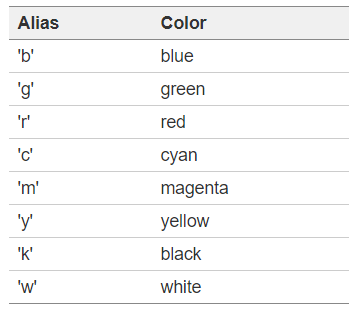 Alias Color
'b' blue
'g' green
'r' red
'c' cyan
'm' magenta
'y' yellow
'k' black
'w' white